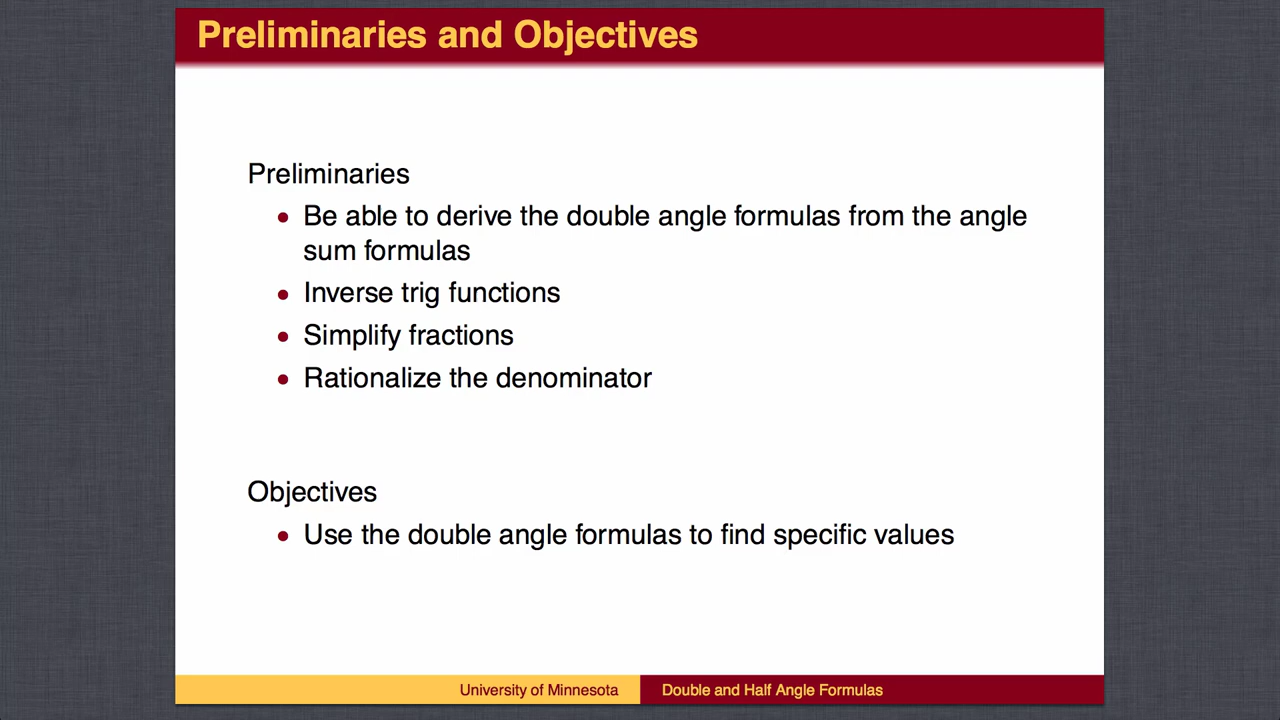 Preliminaries and Objectives
Preliminaries
• Be able to derive the double angle formulas from the angle
sum formulas
• Inverse trig functions
• Simplify fractions
• Rationalize the denominator
Objectives
• Use the double angle formulas to find specific values
University of Minnesota
Double and Half Angle Formulas